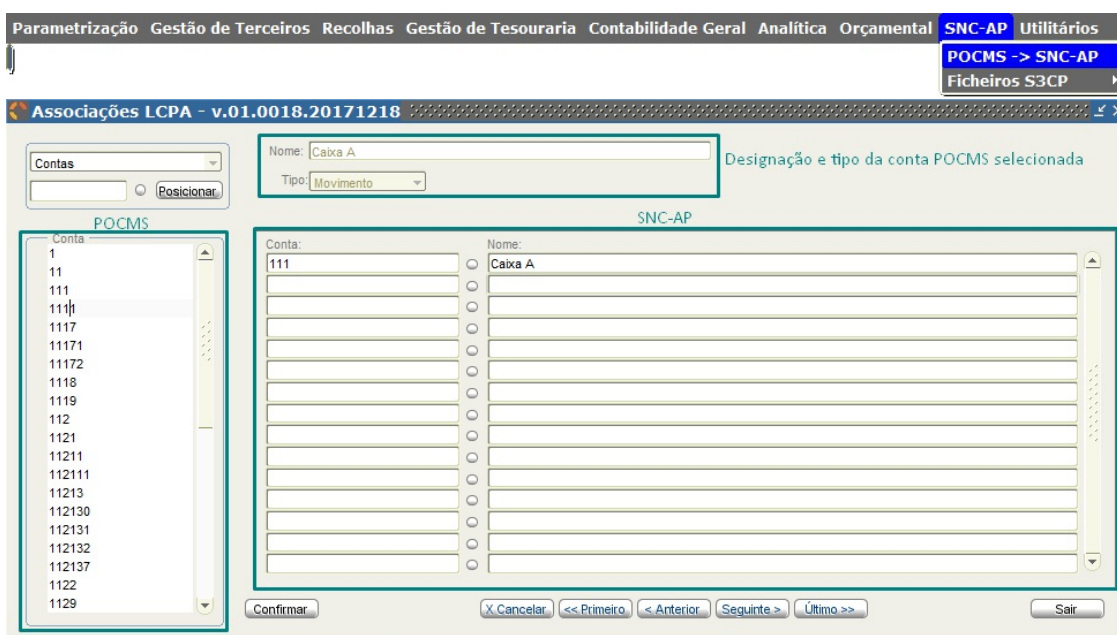 Parametrização Gestão de Terceiros Recolhas Gestão de Tesouraria Contabilidade Geral Analítica Orçamental SNC-AP Utilitários
POCMS -> SNC-AP
Ficheiros S3CP
Associações LCPA - v.01.0018.20171218
Contas
Posicionar
Nome: Caixa A
Tipo: Movimento
Designação e tipo da conta POCMS selecionada
POCMS
Conta
1
11
111
1111
1117
11171
11172
1118
1119
112
1121
11211
112111
11213
112130
112131
112132
112137
1122
1129
SNC-AP
Conta: Nome:
111 Caixa A
Confirmar X Cancelar << Primeiro < Anterior Seguinte > Último >> Sair